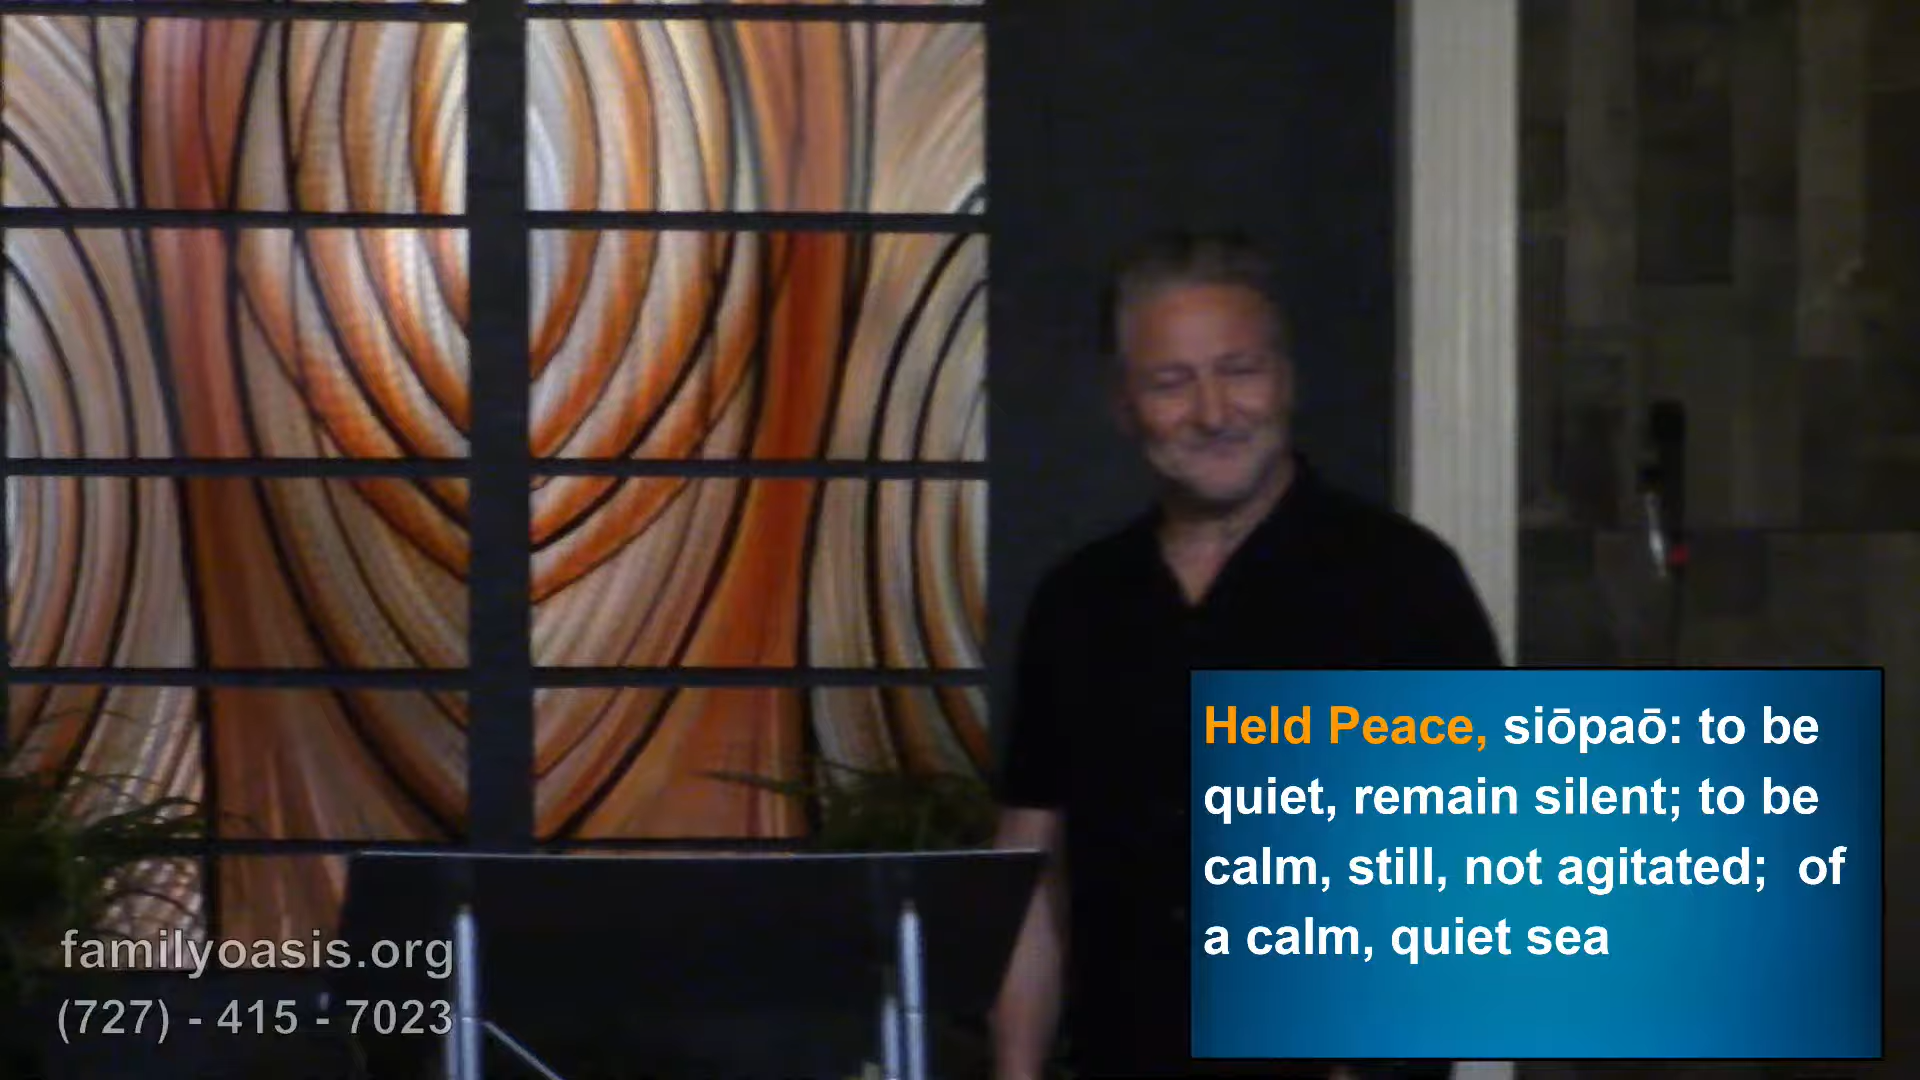 Held Peace, siōpaō: to be
quiet, remain silent; to be
calm, still, not agitated;  of
a calm, quiet sea
familyoasis.org
(727) - 415 - 7023